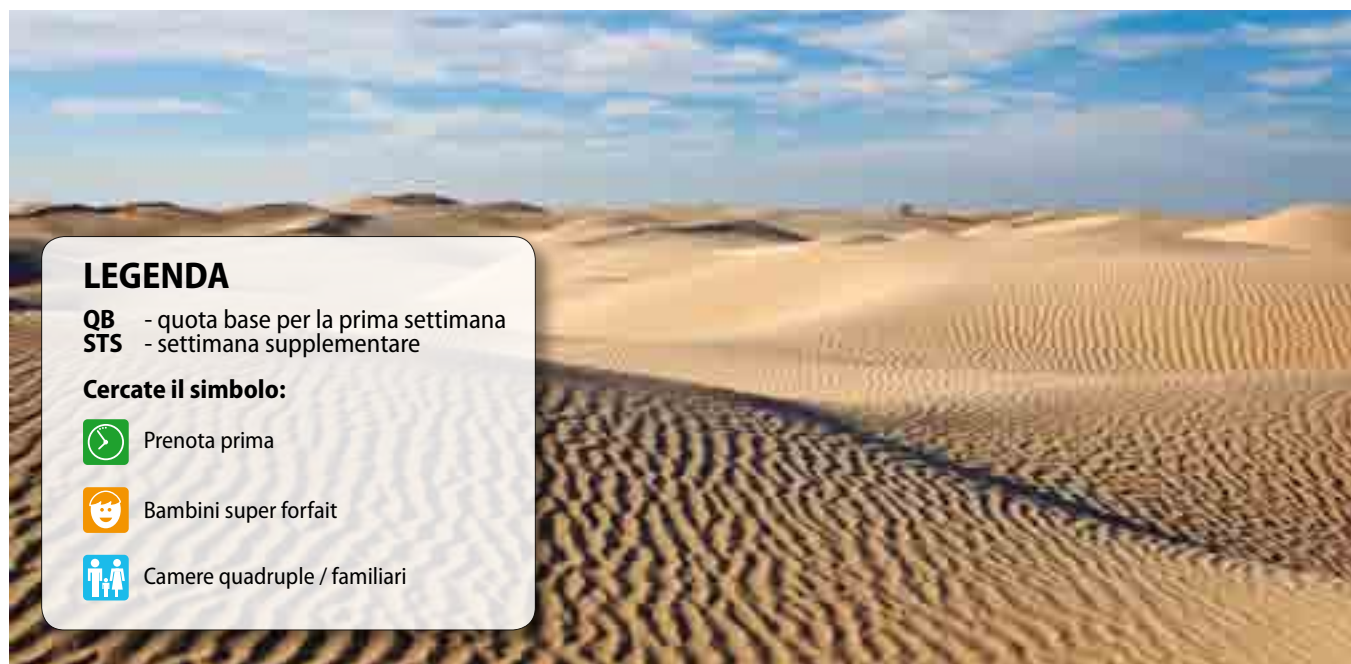 LEGENDA
QB - quota base per la prima settimana
STS - settimana supplementare
Cercate il simbolo:
Prenota prima
Bambini super forfait
Camere quadruple / familiari